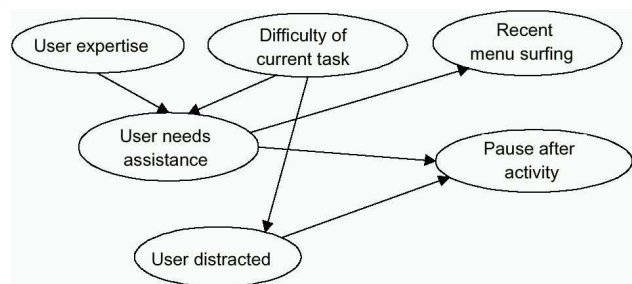 User expertise
Difficulty of
current task
Recent
menu surfing
User needs
assistance
Pause after
activity
User distracted